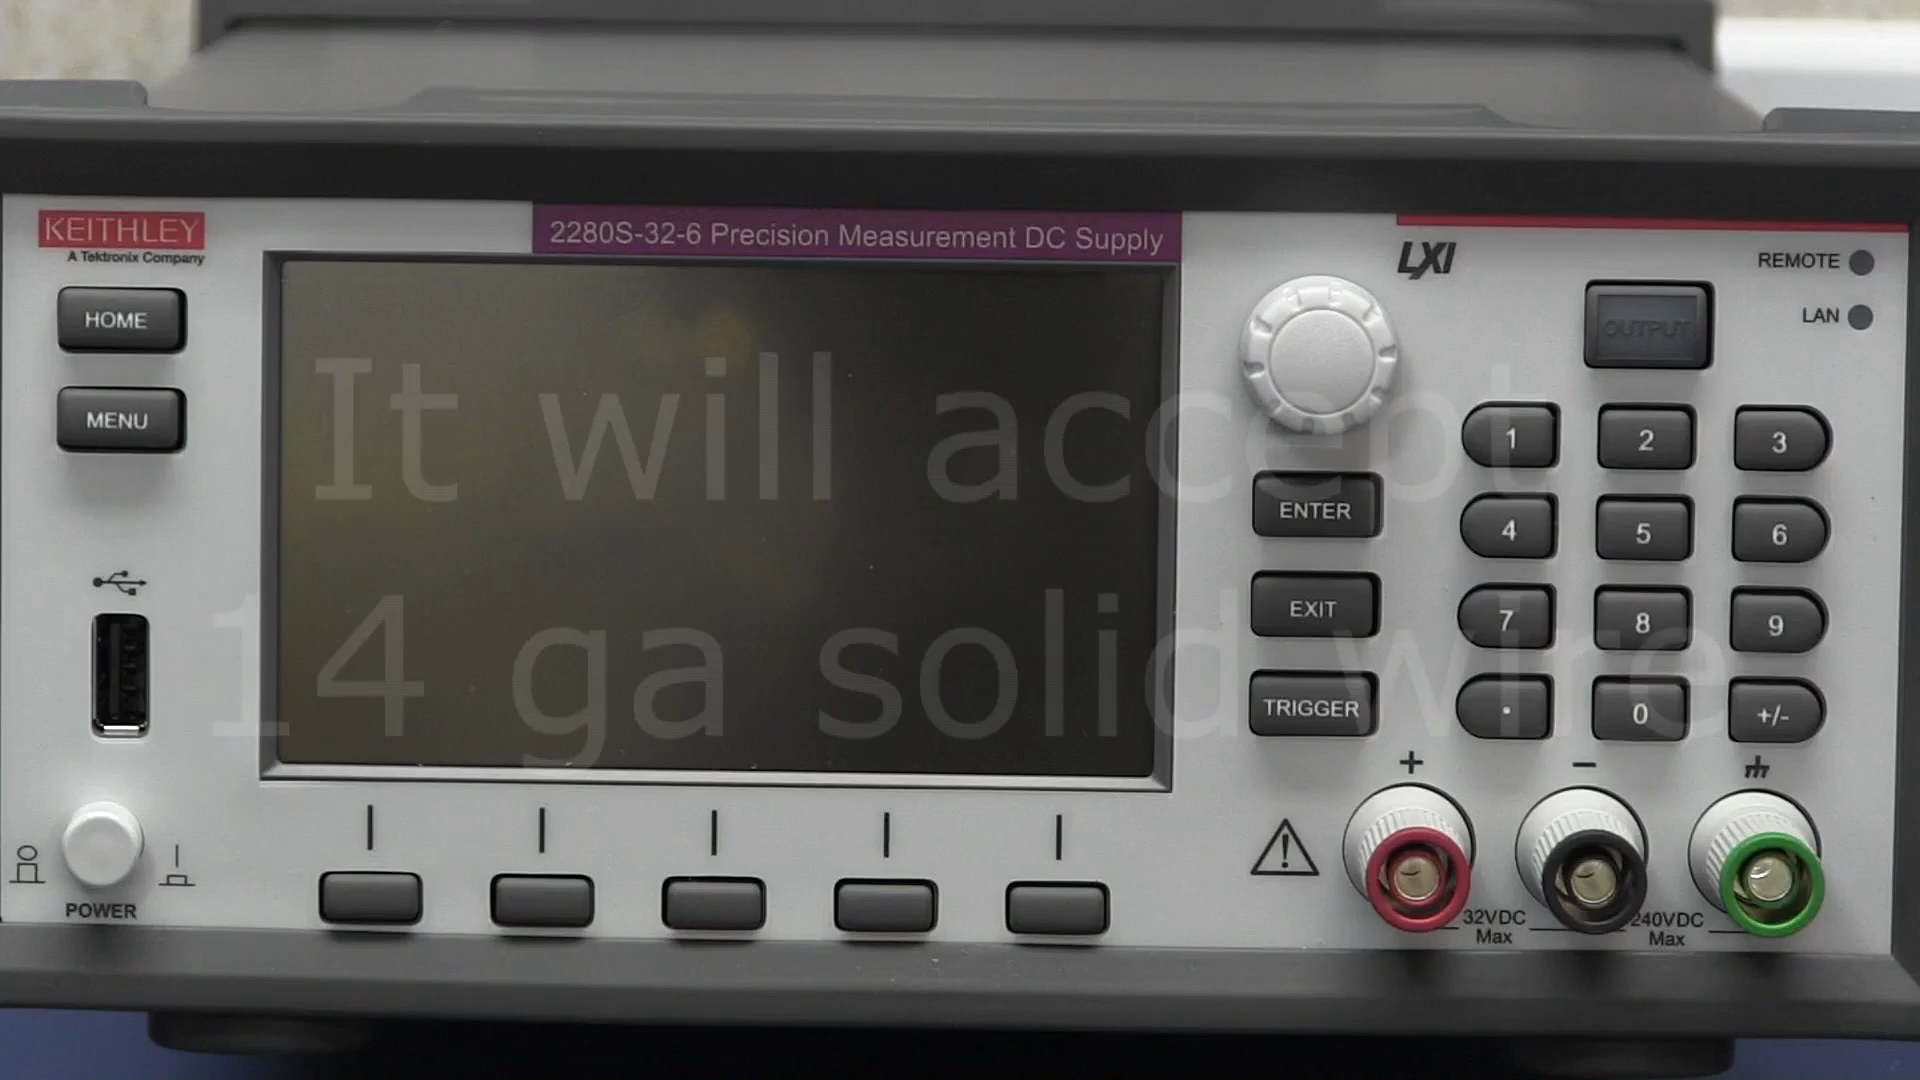 KEITHLEY
A Tektronix Company
2280S-32-6 Precision Measurement DC Supply
LXI
REMOTE
LAN
OUTPUT
HOME
MENU
It will accept
14 ga solid wire
1 2 3
ENTER
4 5 6
EXIT
7 8 9
TRIGGER
. 0 +/-
+ −
POWER
32VDC
Max
240VDC
Max